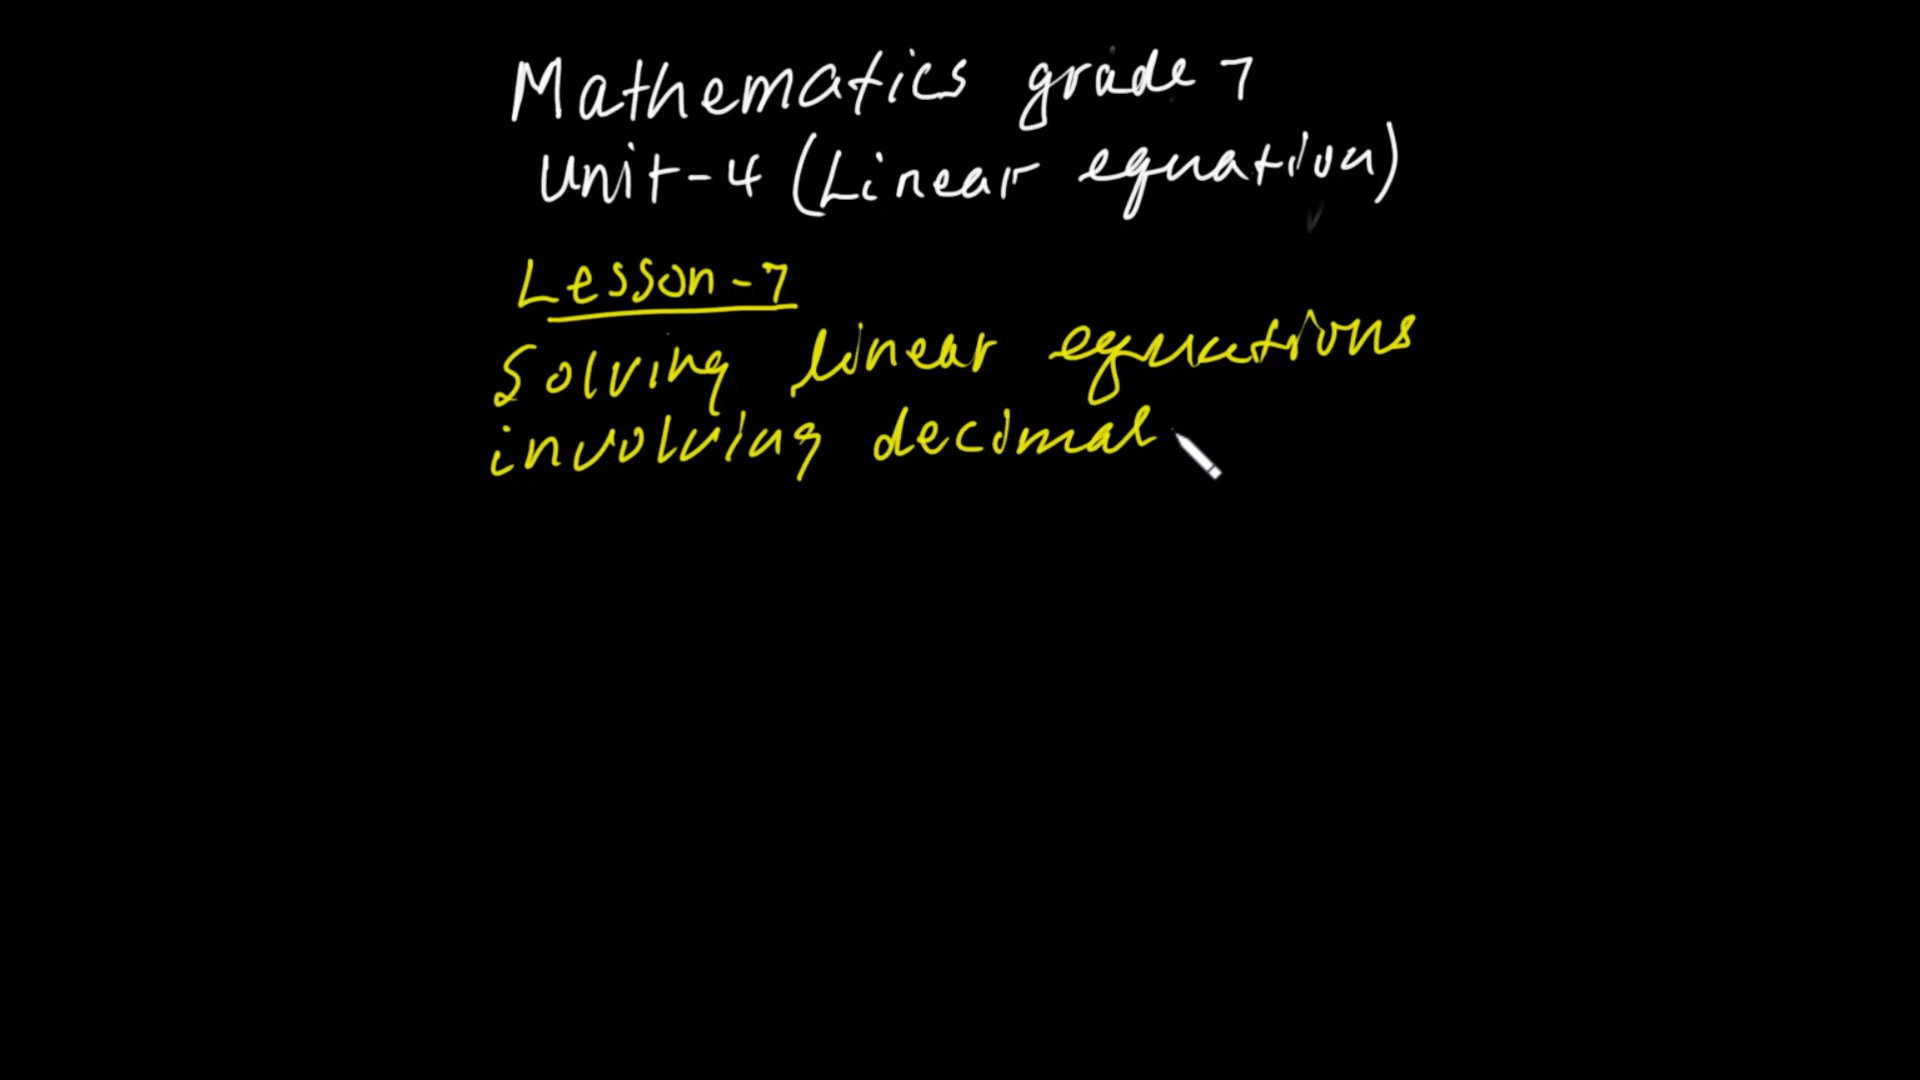 Mathematics grade 7
Unit-4 (Linear equation)
Lesson-7
Solving linear equations
involving decimal